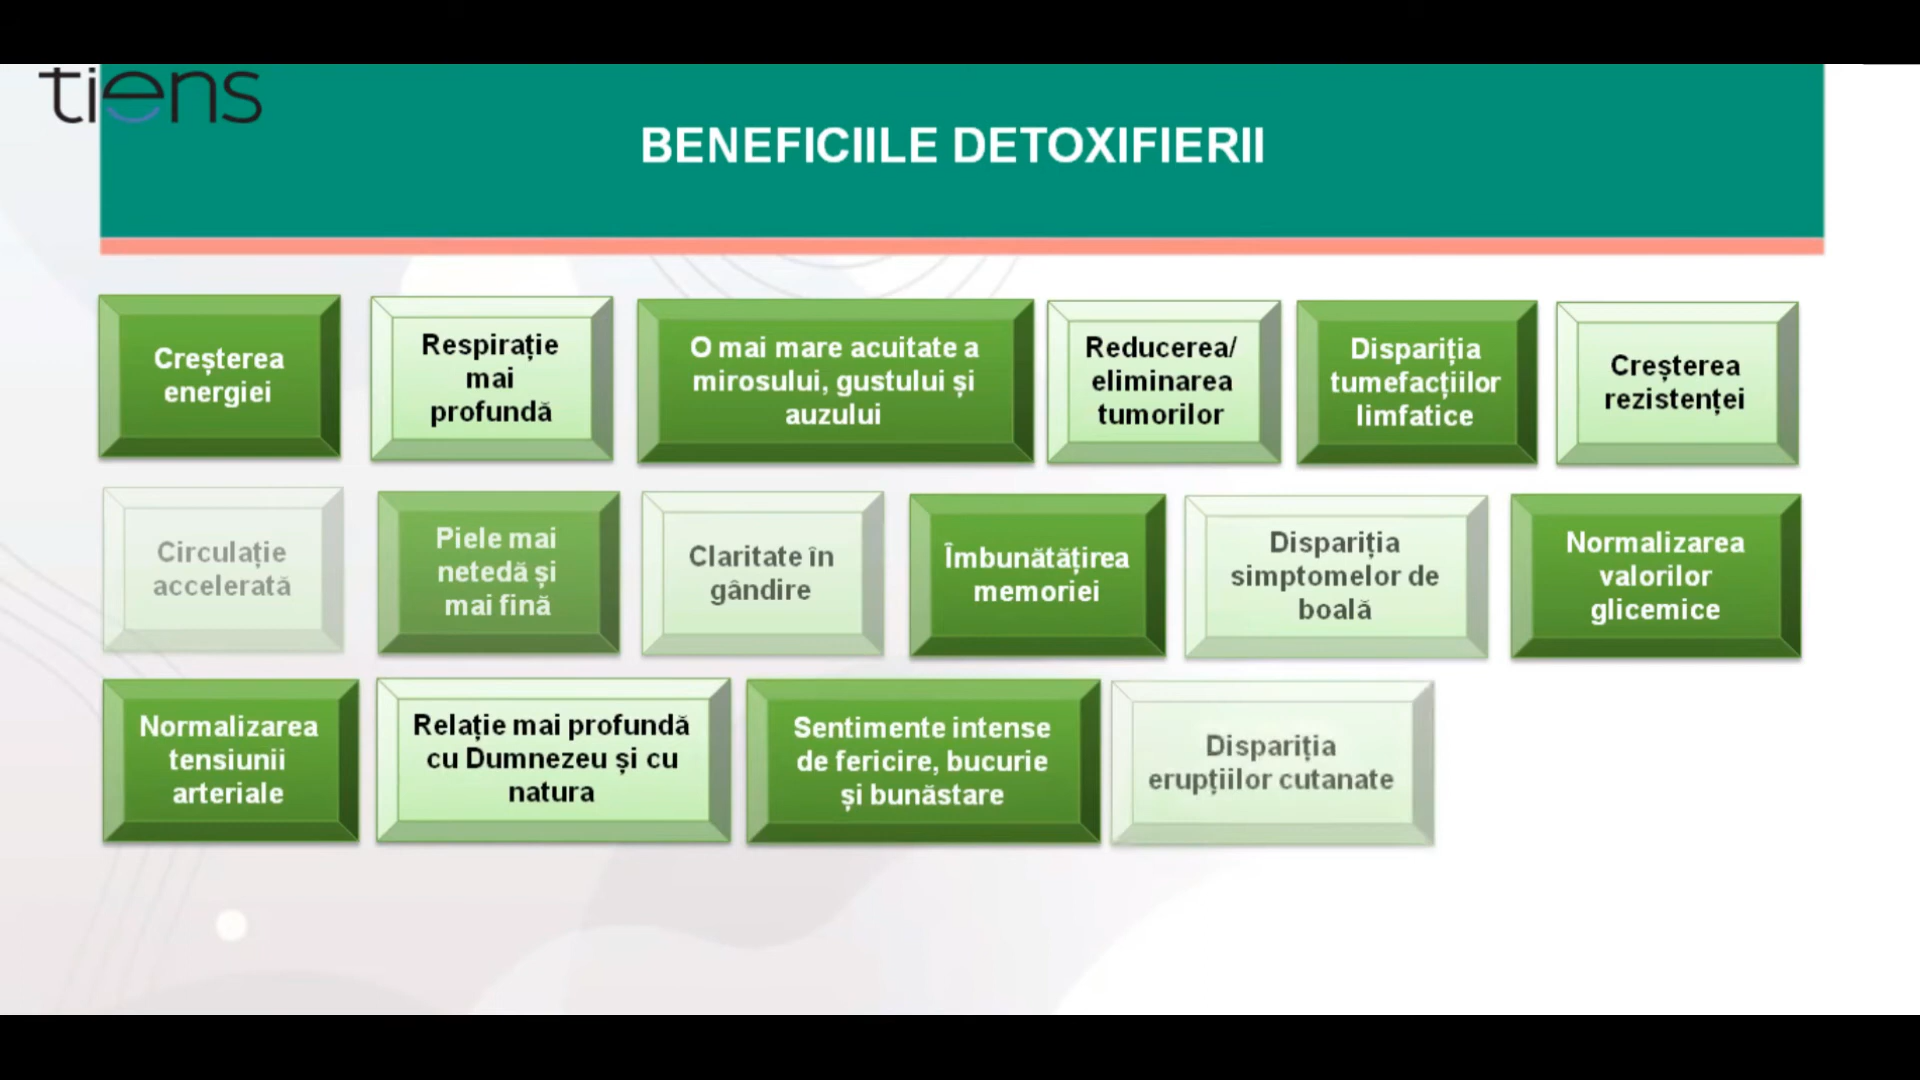 tiens
BENEFICIILE DETOXIFIERII
Creșterea
energiei
Respirație
mai
profundă
O mai mare acuitate a
mirosului, gustului și
auzului
Reducerea/
eliminarea
tumorilor
Dispariția
tumefacțiilor
limfatice
Creșterea
rezistenței
Circulație
accelerată
Piele mai
netedă și
mai fină
Claritate în
gândire
Îmbunătățirea
memoriei
Dispariția
simptomelor de
boală
Normalizarea
valorilor
glicemice
Normalizarea
tensiunii
arteriale
Relație mai profundă
cu Dumnezeu și cu
natura
Sentimente intense
de fericire, bucurie
și bunăstare
Dispariția
erupțiilor cutanate